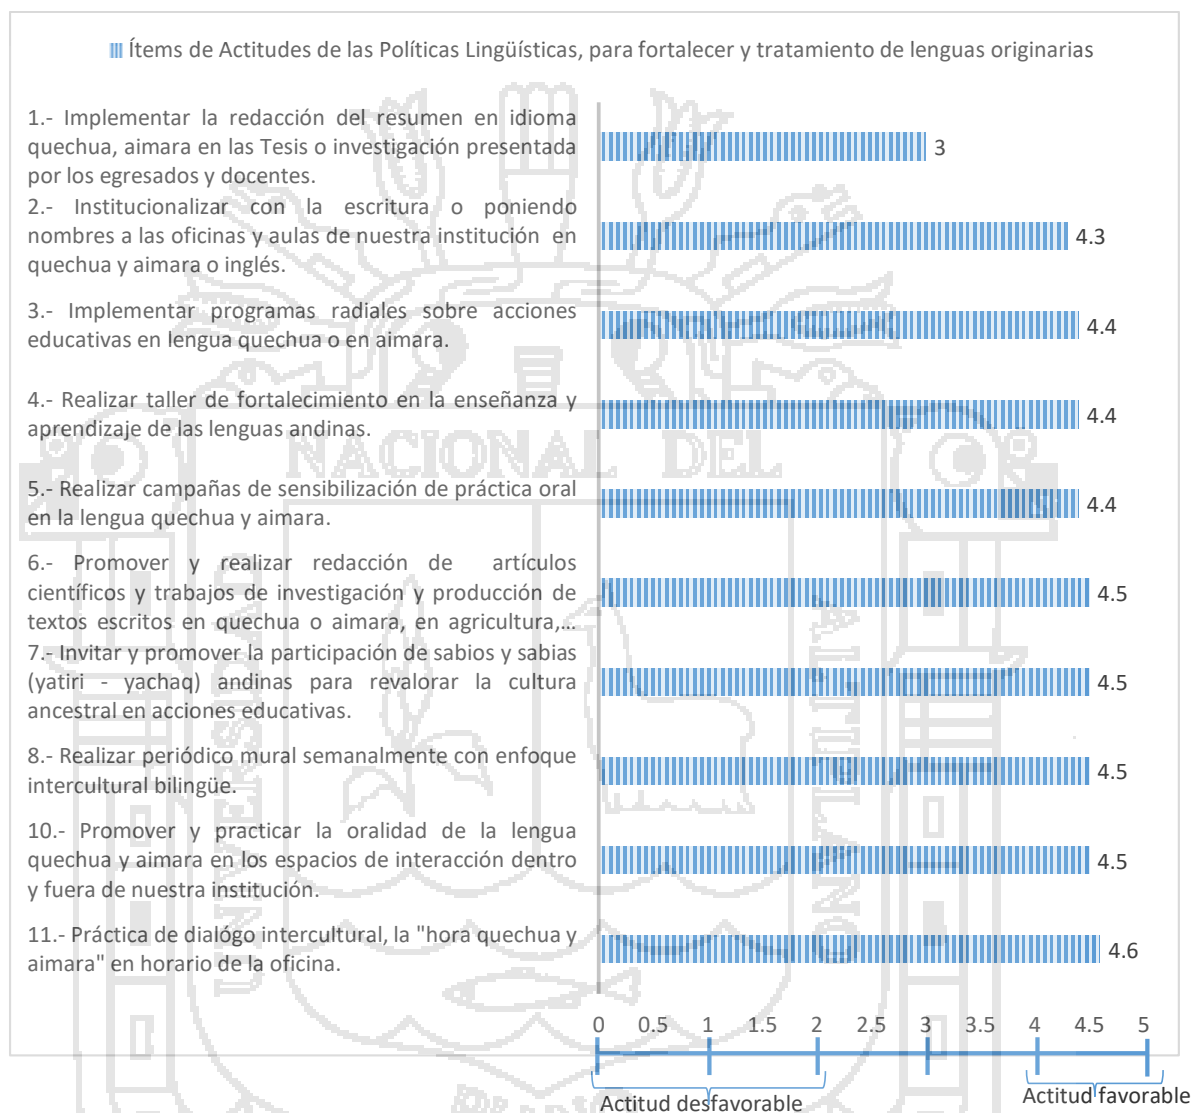 Ítems de Actitudes de las Políticas Lingüísticas, para fortalecer y tratamiento de lenguas originarias
1.- Implementar la redacción del resumen en idioma
quechua, aimara en las Tesis o investigación presentada
por los egresados y docentes.
3
2.- Institucionalizar con la escritura o poniendo
nombres a las oficinas y aulas de nuestra institución en
quechua y aimara o inglés.
4.3
3.- Implementar programas radiales sobre acciones
educativas en lengua quechua o en aimara.
4.4
4.- Realizar taller de fortalecimiento en la enseñanza y
aprendizaje de las lenguas andinas.
4.4
5.- Realizar campañas de sensibilización de práctica oral
en la lengua quechua y aimara.
4.4
6.- Promover y realizar redacción de artículos
científicos y trabajos de investigación y producción de
textos escritos en quechua o aimara, en agricultura,...
4.5
7.- Invitar y promover la participación de sabios y sabias
(yatiri - yachaq) andinas para revalorar la cultura
ancestral en acciones educativas.
4.5
8.- Realizar periódico mural semanalmente con enfoque
intercultural bilingüe.
4.5
10.- Promover y practicar la oralidad de la lengua
quechua y aimara en los espacios de interacción dentro
y fuera de nuestra institución.
4.5
11.- Práctica de dialógo intercultural, la "hora quechua y
aimara" en horario de la oficina.
4.6
0 0.5 1 1.5 2 2.5 3 3.5 4 4.5 5
Actitud desfavorable
Actitud favorable
UNIVERSIDAD
NACIONAL DEL
ALTIPLANO